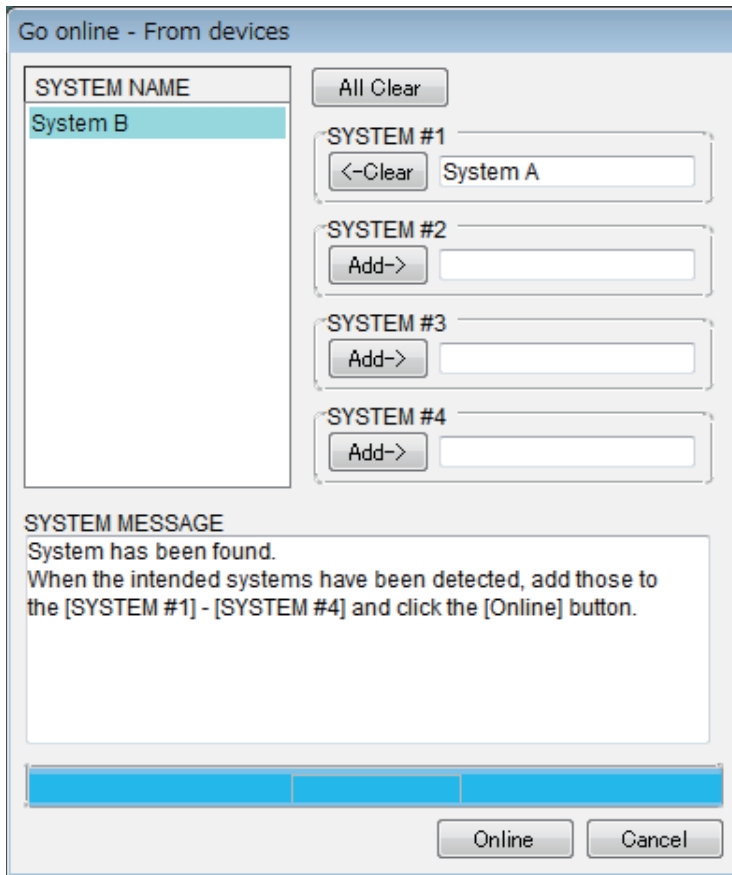 Go online - From devices
SYSTEM NAME
System B
All Clear
SYSTEM #1
<-Clear
System A
SYSTEM #2
Add->
SYSTEM #3
Add->
SYSTEM #4
Add->
SYSTEM MESSAGE
System has been found.
When the intended systems have been detected, add those to
the [SYSTEM #1] - [SYSTEM #4] and click the [Online] button.
Online
Cancel